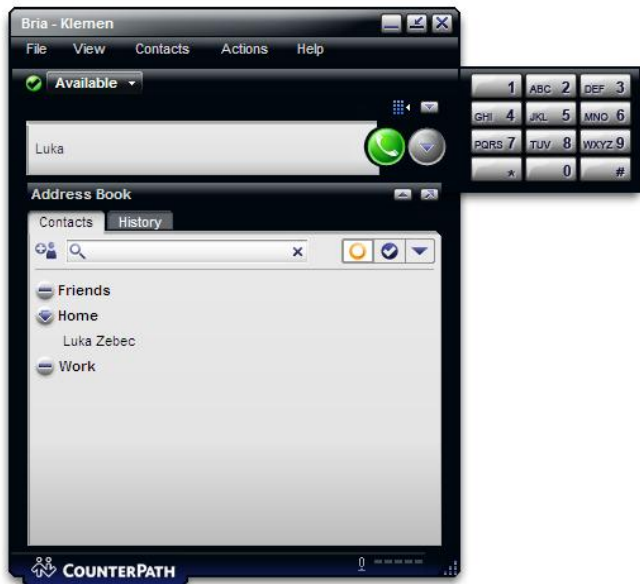 Bria - Klemen
File View Contacts Actions Help
Available
1 ABC 2 DEF 3
GHI 4 JKL 5 MNO 6
PQRS 7 TUV 8 WXYZ 9
* 0 #
Luka
Address Book
Contacts History
Friends
Home
Luka Zebec
Work
COUNTERPATH